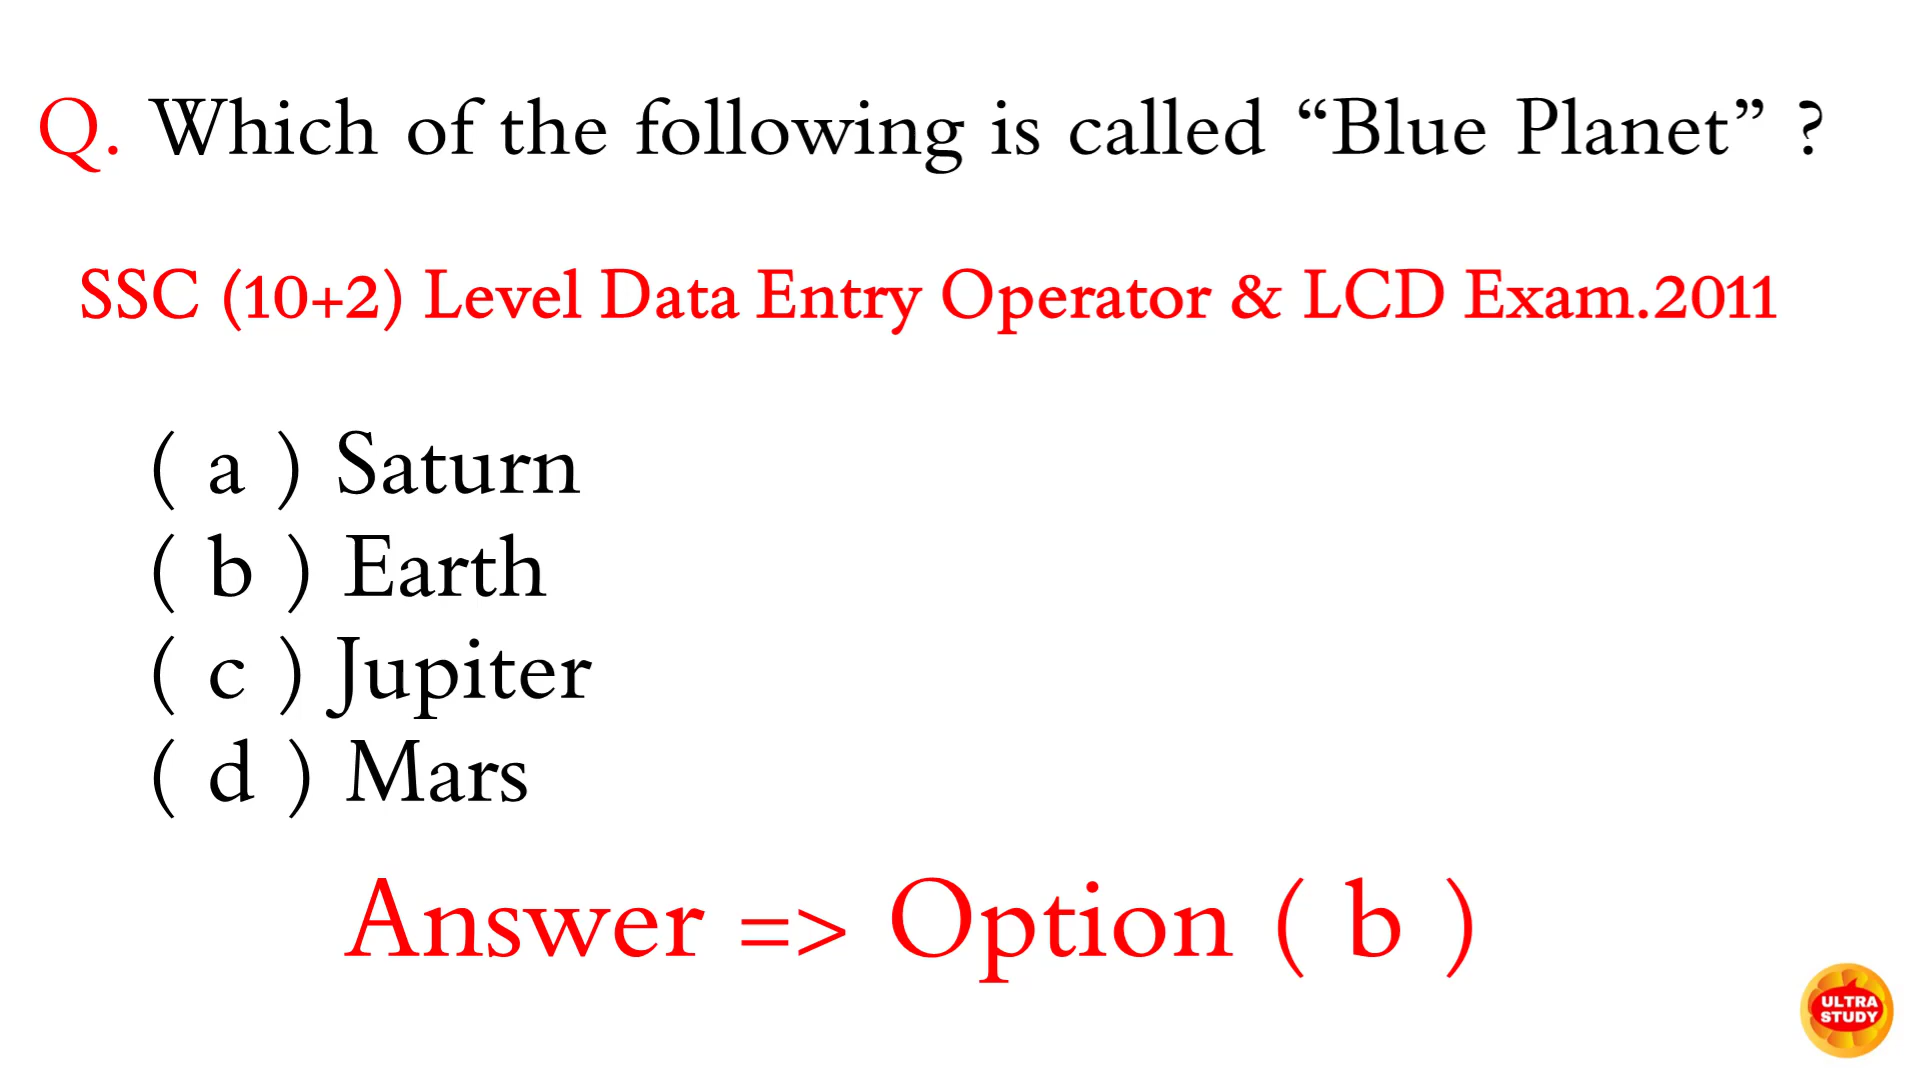 Q. Which of the following is called “Blue Planet” ?
SSC (10+2) Level Data Entry Operator & LCD Exam.2011
( a ) Saturn
( b ) Earth
( c ) Jupiter
( d ) Mars
Answer => Option ( b )
ULTRA
STUDY